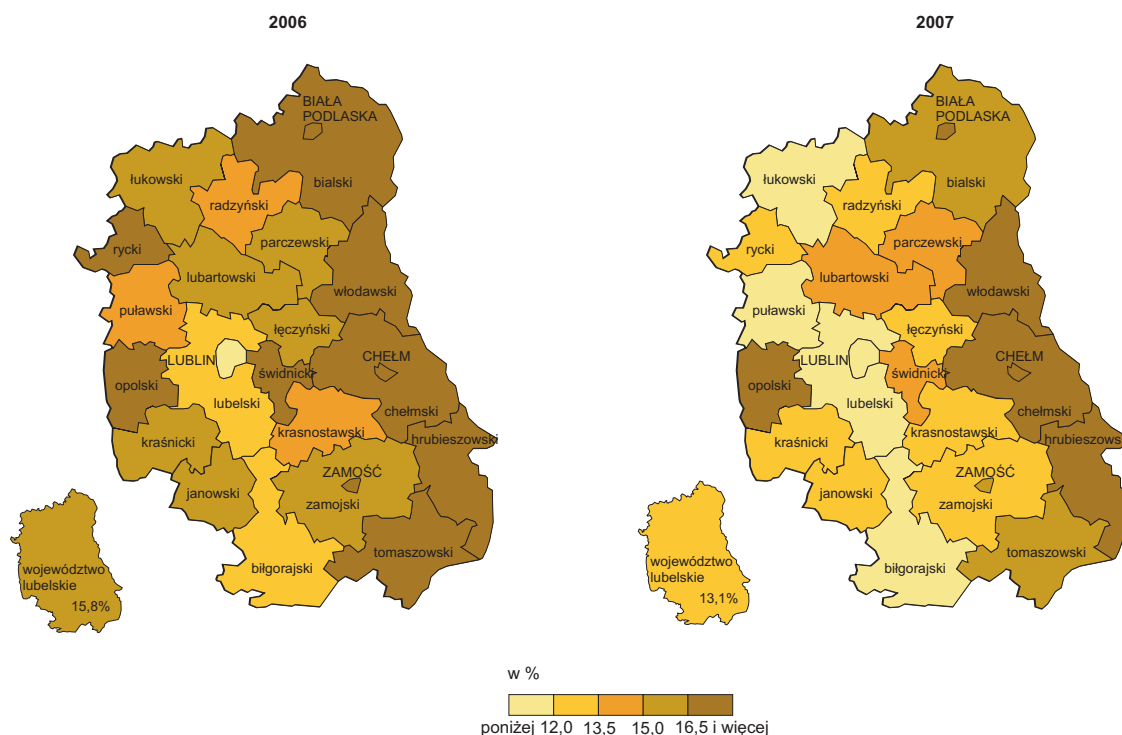 2006
BIAŁA
PODLASKA
łukowski
bialski
radzyński
rycki
parczewski
lubartowski
włodawski
puławski
łęczyński
LUBLIN
CHEŁM
opolski
świdnicki
lubelski
chełmski
krasnostawski
hrubieszowski
kraśnicki
ZAMOŚĆ
janowski
zamojski
tomaszowski
biłgorajski
województwo
lubelskie
15,8%
2007
BIAŁA
PODLASKA
łukowski
bialski
radzyński
rycki
parczewski
lubartowski
włodawski
puławski
łęczyński
LUBLIN
CHEŁM
opolski
świdnicki
lubelski
chełmski
krasnostawski
hrubieszowski
kraśnicki
ZAMOŚĆ
janowski
zamojski
tomaszowski
biłgorajski
województwo
lubelskie
13,1%
w %
poniżej 12,0 13,5 15,0 16,5 i więcej